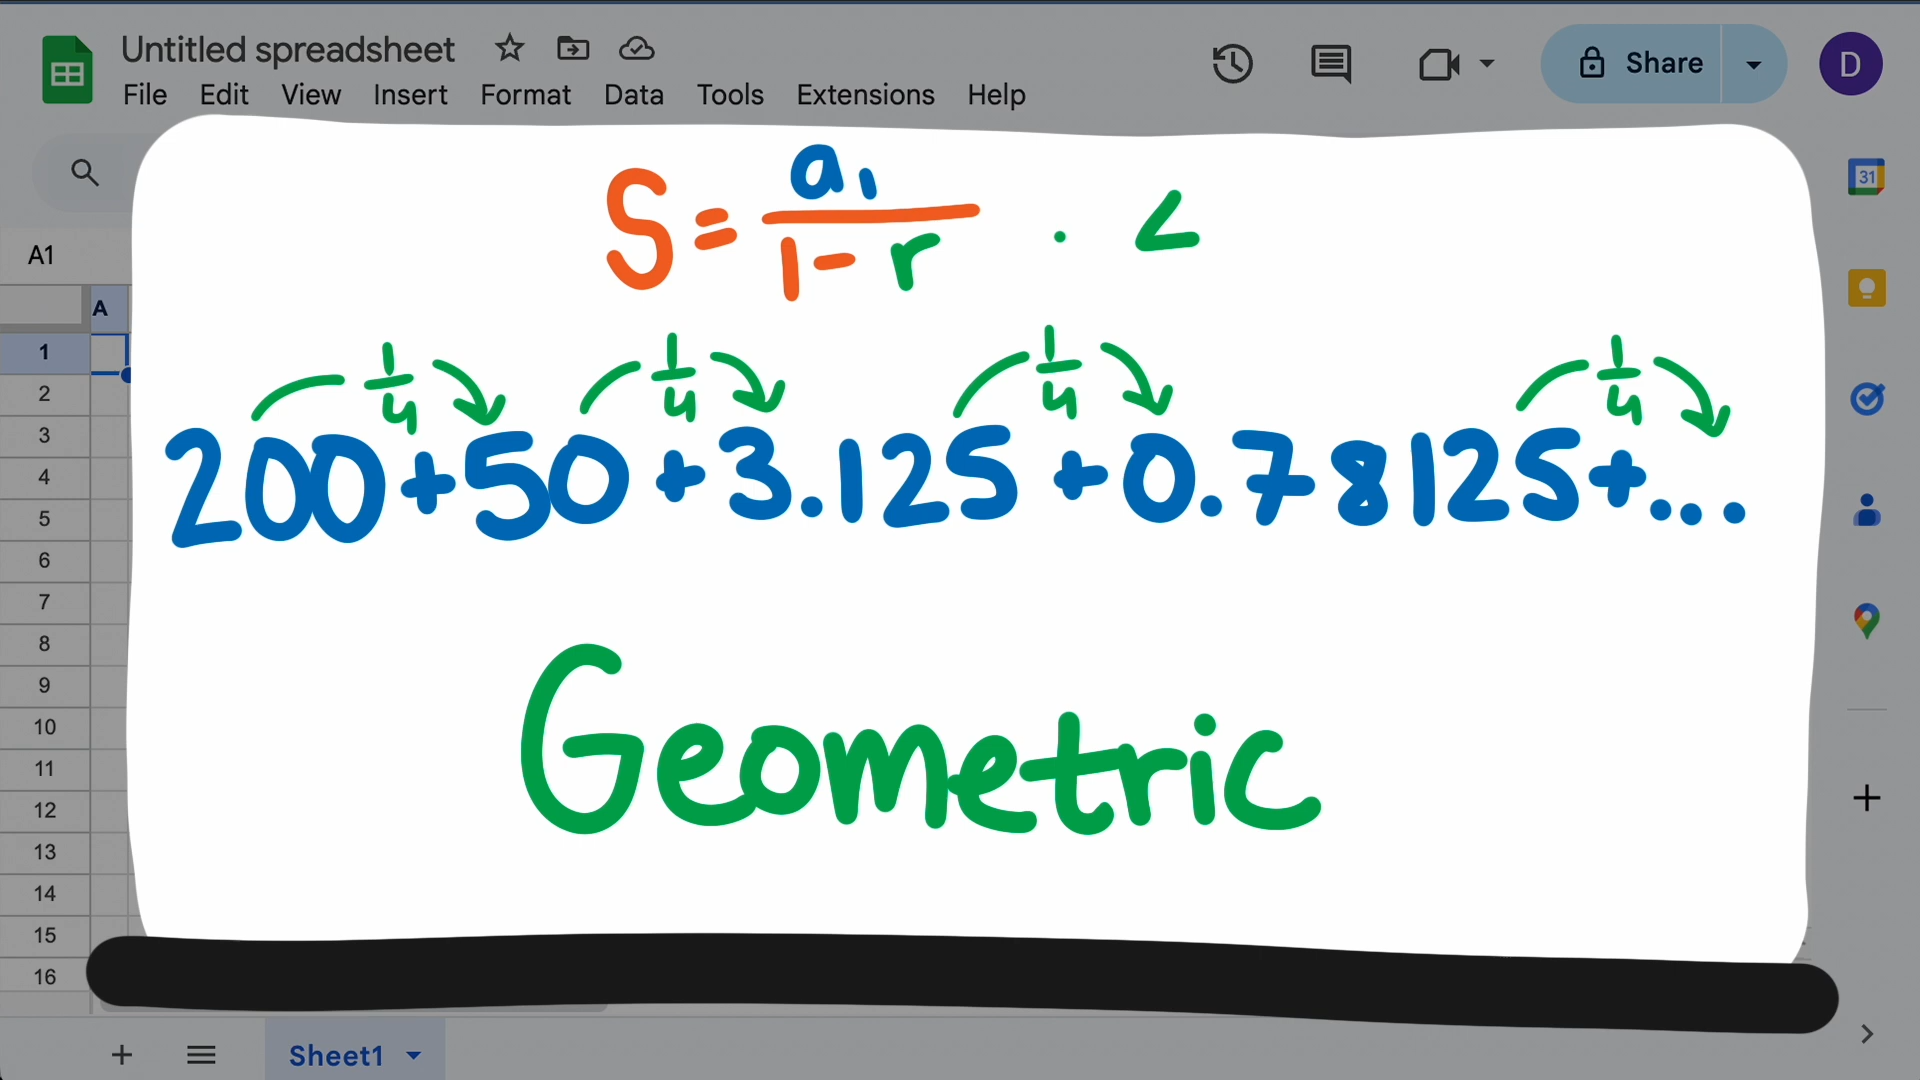 Untitled spreadsheet
File Edit View Insert Format Data Tools Extensions Help
Share
D
31
A1
A
S = a₁ / 1 - r . <
1/4 1/4 1/4 1/4
200+50+3.125+0.78125+...
Geometric
1
2
3
4
5
6
7
8
9
10
11
12
13
14
15
16
Sheet1